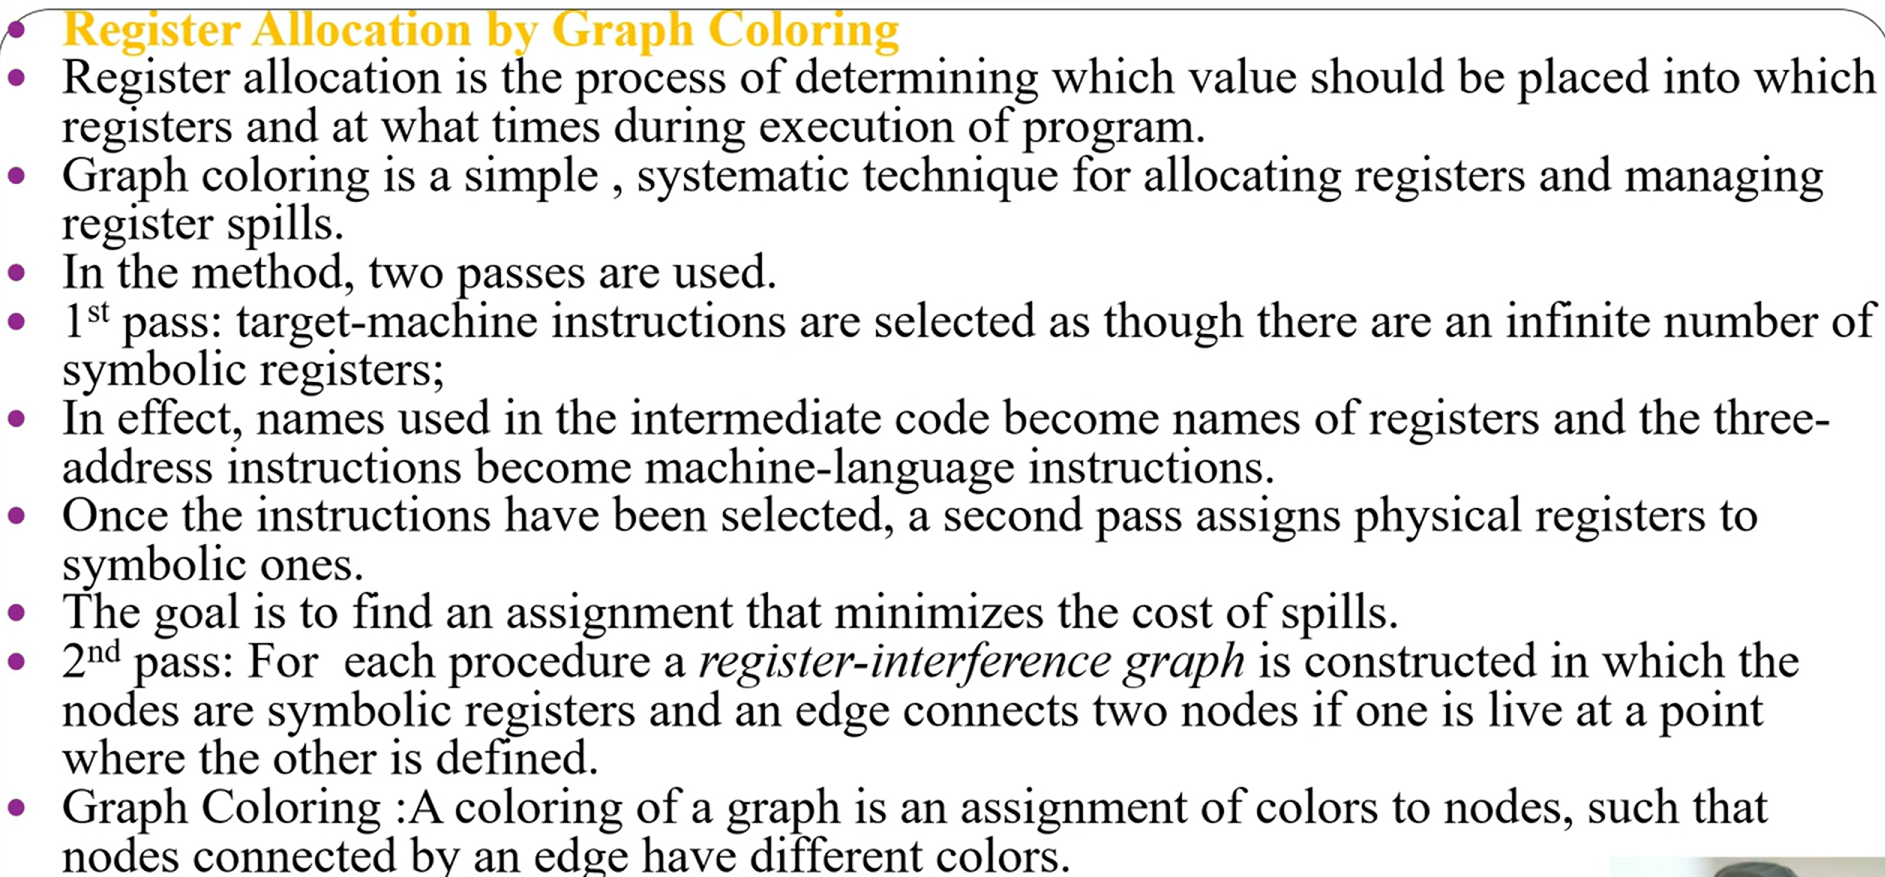 Register Allocation by Graph Coloring
Register allocation is the process of determining which value should be placed into which
registers and at what times during execution of program.
Graph coloring is a simple , systematic technique for allocating registers and managing
register spills.
In the method, two passes are used.
1st pass: target-machine instructions are selected as though there are an infinite number of
symbolic registers;
In effect, names used in the intermediate code become names of registers and the three-
address instructions become machine-language instructions.
Once the instructions have been selected, a second pass assigns physical registers to
symbolic ones.
The goal is to find an assignment that minimizes the cost of spills.
2nd pass: For  each procedure a register-interference graph is constructed in which the
nodes are symbolic registers and an edge connects two nodes if one is live at a point
where the other is defined.
Graph Coloring :A coloring of a graph is an assignment of colors to nodes, such that
nodes connected by an edge have different colors.